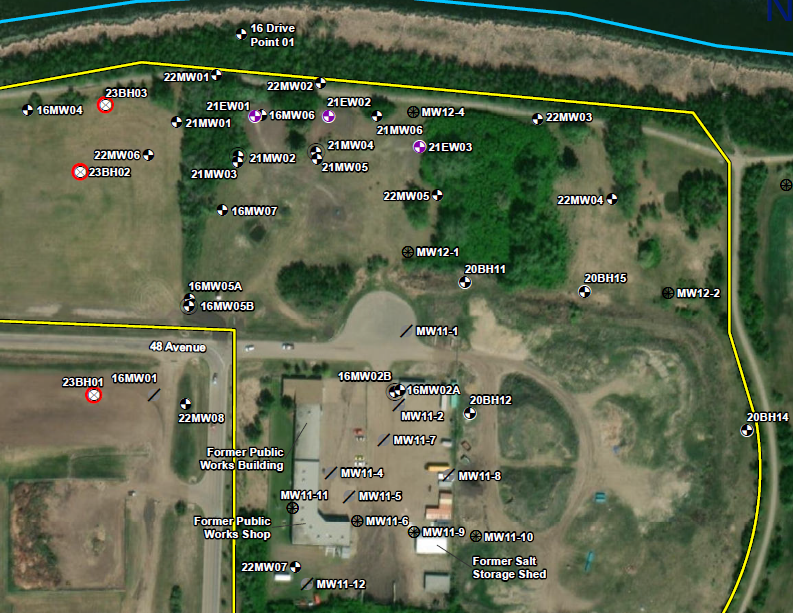 N
16 Drive
Point 01
22MW01
22MW02
23BH03
21EW01
21EW02
16MW04
16MW06
MW12-4
22MW03
21MW01
21MW06
21MW04
21EW03
22MW06
21MW02
21MW05
23BH02
21MW03
22MW05
22MW04
16MW07
MW12-1
20BH11
20BH15
16MW05A
MW12-2
16MW05B
MW11-1
48 Avenue
16MW02B
23BH01
16MW01
16MW02A
20BH12
22MW08
MW11-2
20BH14
MW11-7
Former Public
Works Building
MW11-4
MW11-8
MW11-11
MW11-5
Former Public
Works Shop
MW11-6
MW11-9
MW11-10
22MW07
Former Salt
Storage Shed
MW11-12